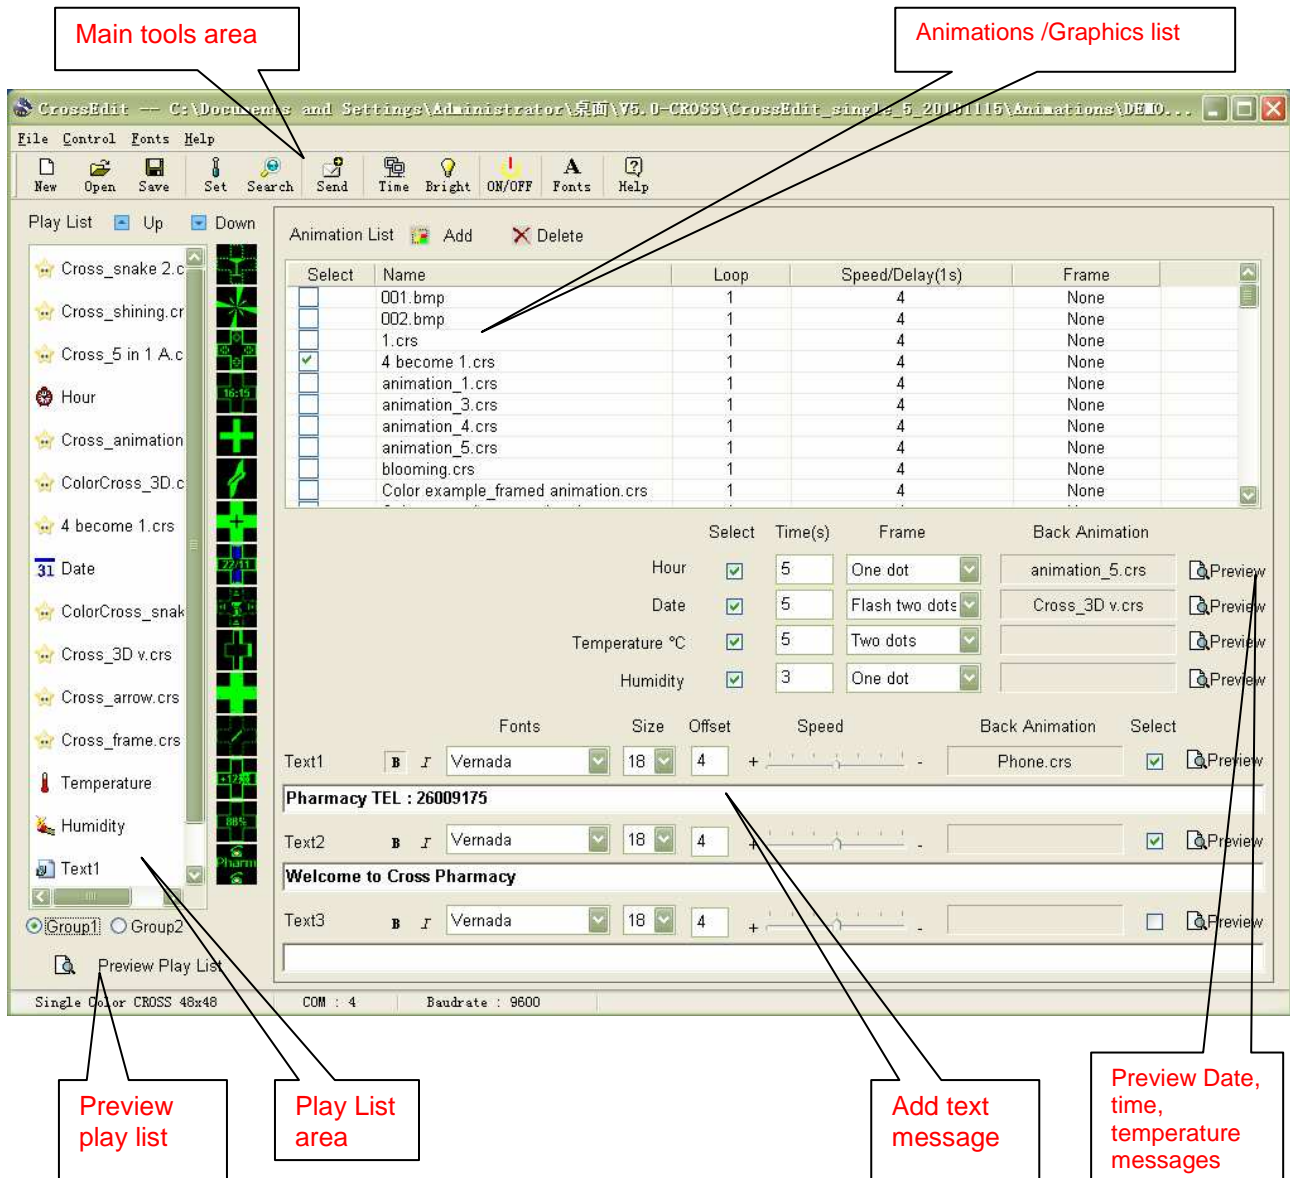 Main tools area
Animations /Graphics list
CrossEdit -- C:\Documents and Settings\Administrator\桌面\V5.0-CROSS\CrossEdit_single_5_20101115\Animations\DEMO...
File Control Fonts Help
New Open Save Set Search Send Time Bright ON/OFF Fonts Help
Play List Up Down
Animation List Add Delete
Select Name Loop Speed/Delay(1s) Frame
001.bmp 1 4 None
002.bmp 1 4 None
1.crs 1 4 None
4 become 1.crs 1 4 None
animation_1.crs 1 4 None
animation_3.crs 1 4 None
animation_4.crs 1 4 None
animation_5.crs 1 4 None
blooming.crs 1 4 None
Color example_framed animation.crs 1 4 None
Cross_snake 2.c
Cross_shining.cr
Cross_5 in 1 A.c
Hour 16:15
Cross_animation
ColorCross_3D.c
4 become 1.crs
31 Date 22/11
ColorCross_snak
Cross_3D v.crs
Cross_arrow.crs
Cross_frame.crs
Temperature
Humidity 88%
Text1 Pharm
Group1 Group2
Preview Play List
Select Time(s) Frame Back Animation
Hour 5 One dot animation_5.crs Preview
Date 5 Flash two dots Cross_3D v.crs Preview
Temperature °C 5 Two dots Preview
Humidity 3 One dot Preview
Fonts Size Offset Speed Back Animation Select
Text1 B I Vernada 18 4 + - Phone.crs Preview
Pharmacy TEL : 26009175
Text2 B I Vernada 18 4 + - Preview
Welcome to Cross Pharmacy
Text3 B I Vernada 18 4 + - Preview
Single Color CROSS 48x48 COM : 4 Baudrate : 9600
Preview
play list
Play List
area
Add text
message
Preview Date,
time,
temperature
messages